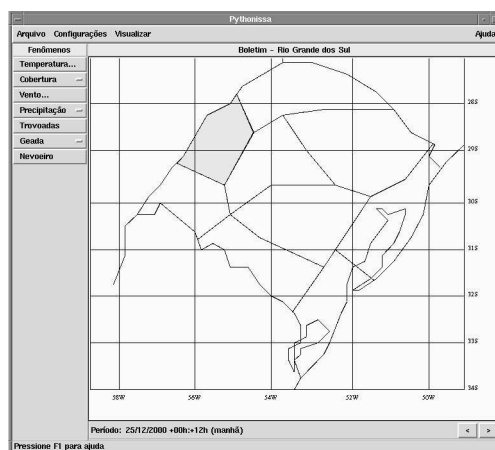 Pythonissa
Arquivo Configurações Visualizar Ajuda
Fenômenos
Boletim - Rio Grande dos Sul
Temperatura...
Cobertura
Vento...
Precipitação
Trovoadas
Geada
Nevoeiro
28S
29S
30S
31S
32S
33S
34S
58W 56W 54W 52W 50W
Período: 25/12/2000 +00h:+12h (manhã)
< >
Pressione F1 para ajuda